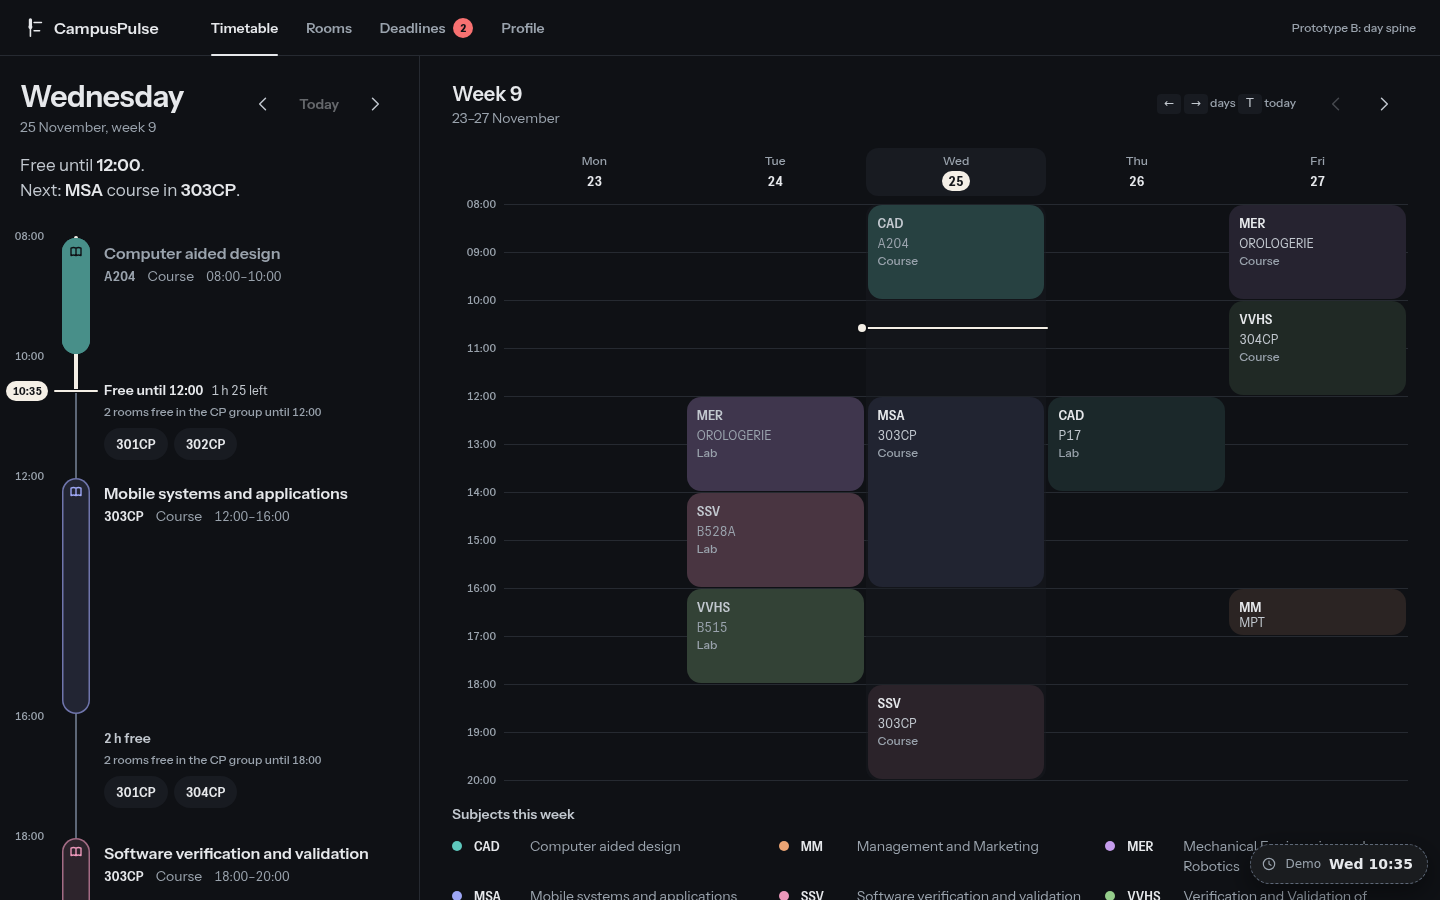 CampusPulse
Timetable
Rooms
Deadlines 2
Profile
Prototype B: day spine
Wednesday
Today
25 November, week 9
Free until 12:00.
Next: MSA course in 303CP.
08:00
Computer aided design
A204 Course 08:00–10:00
10:00
10:35
Free until 12:00 1 h 25 left
2 rooms free in the CP group until 12:00
301CP 302CP
12:00
Mobile systems and applications
303CP Course 12:00–16:00
16:00
2 h free
2 rooms free in the CP group until 18:00
301CP 304CP
18:00
Software verification and validation
303CP Course 18:00–20:00
Week 9
23–27 November
← → days T today
Mon Tue Wed Thu Fri
23 24 25 26 27
08:00
09:00
10:00
11:00
12:00
13:00
14:00
15:00
16:00
17:00
18:00
19:00
20:00
MER
OROLOGERIE
Lab
SSV
B528A
Lab
VVHS
B515
Lab
CAD
A204
Course
MSA
303CP
Course
SSV
303CP
Course
CAD
P17
Lab
MER
OROLOGERIE
Course
VVHS
304CP
Course
MM
MPT
Subjects this week
CAD Computer aided design
MM Management and Marketing
MER Mechanical
Robotics
MSA Mobile systems and applications
SSV Software verification and validation
VVHS Verification and Validation of
Demo Wed 10:35